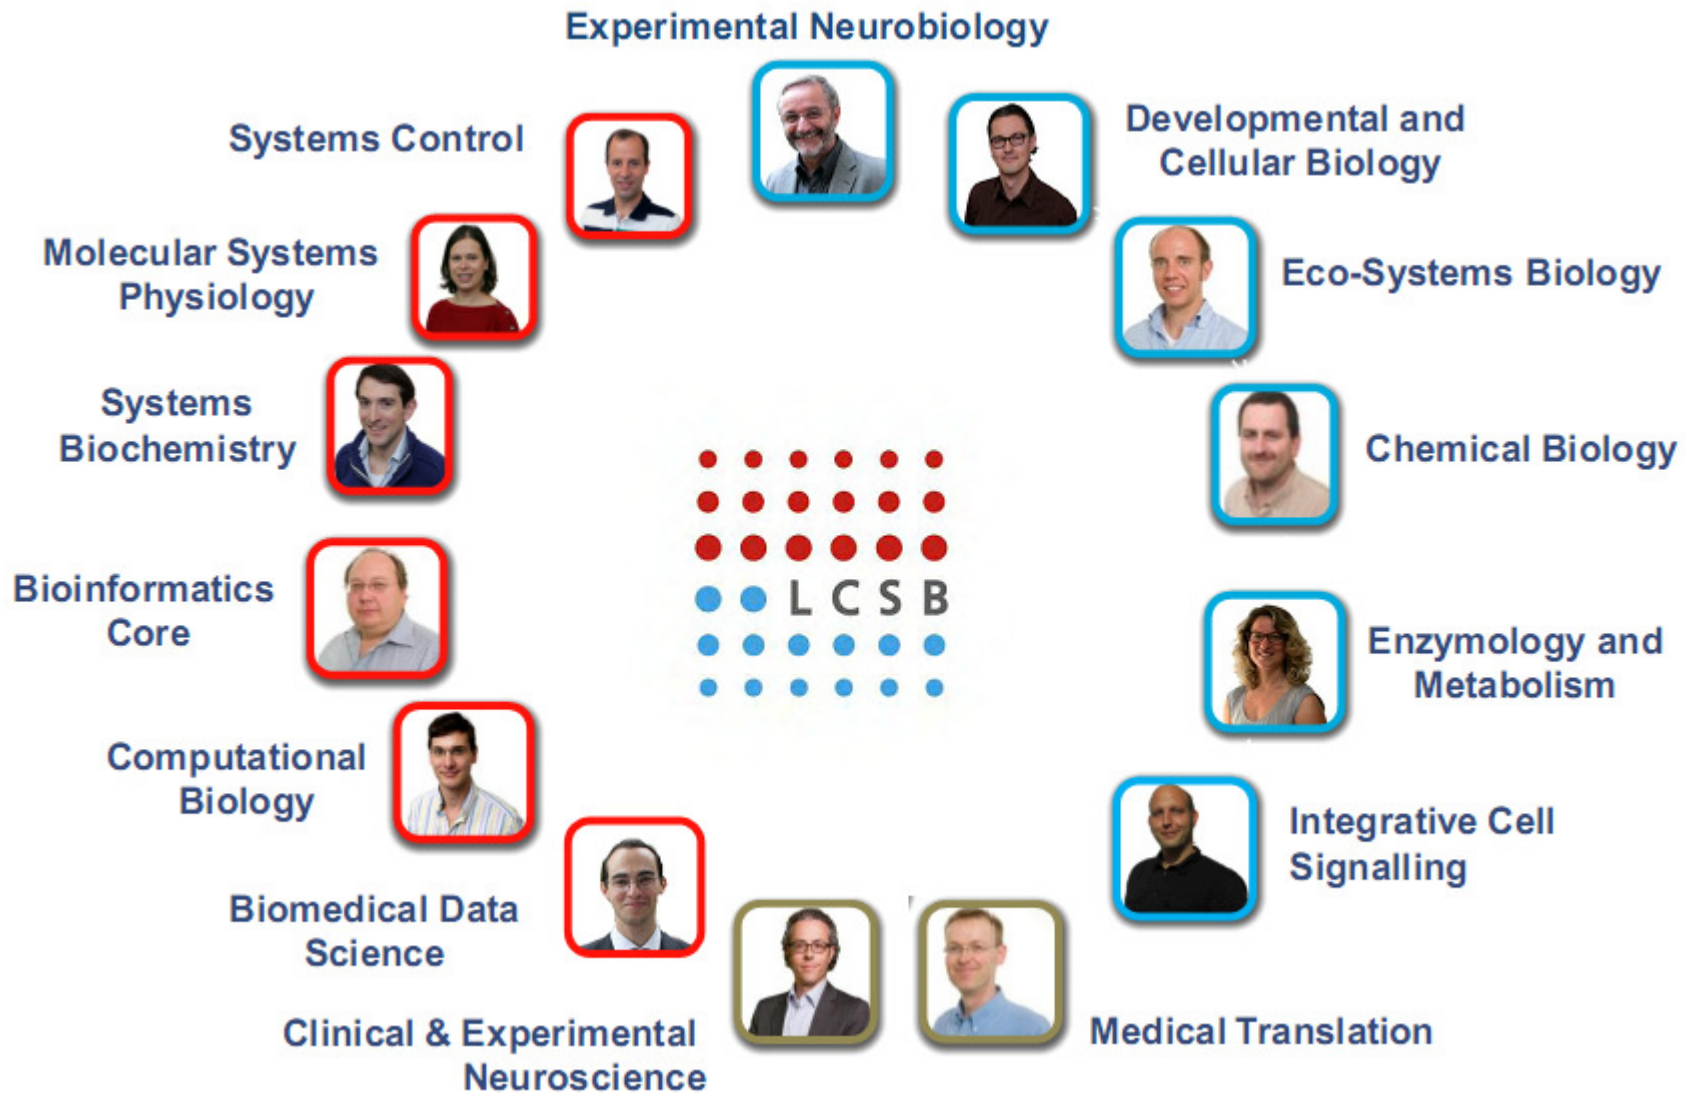 Experimental Neurobiology
Systems Control
Developmental and
Cellular Biology
Molecular Systems
Physiology
Eco-Systems Biology
Systems
Biochemistry
Chemical Biology
L C S B
Bioinformatics
Core
Enzymology and
Metabolism
Computational
Biology
Integrative Cell
Signalling
Biomedical Data
Science
Clinical & Experimental
Neuroscience
Medical Translation